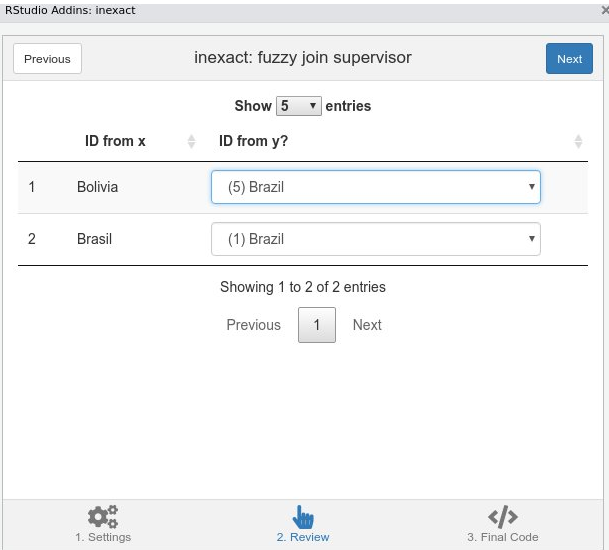 RStudio Addins: inexact
Previous
inexact: fuzzy join supervisor
Next
Show 5 entries
ID from x
ID from y?
1 Bolivia (5) Brazil
2 Brasil (1) Brazil
Showing 1 to 2 of 2 entries
Previous 1 Next
1. Settings
2. Review
3. Final Code